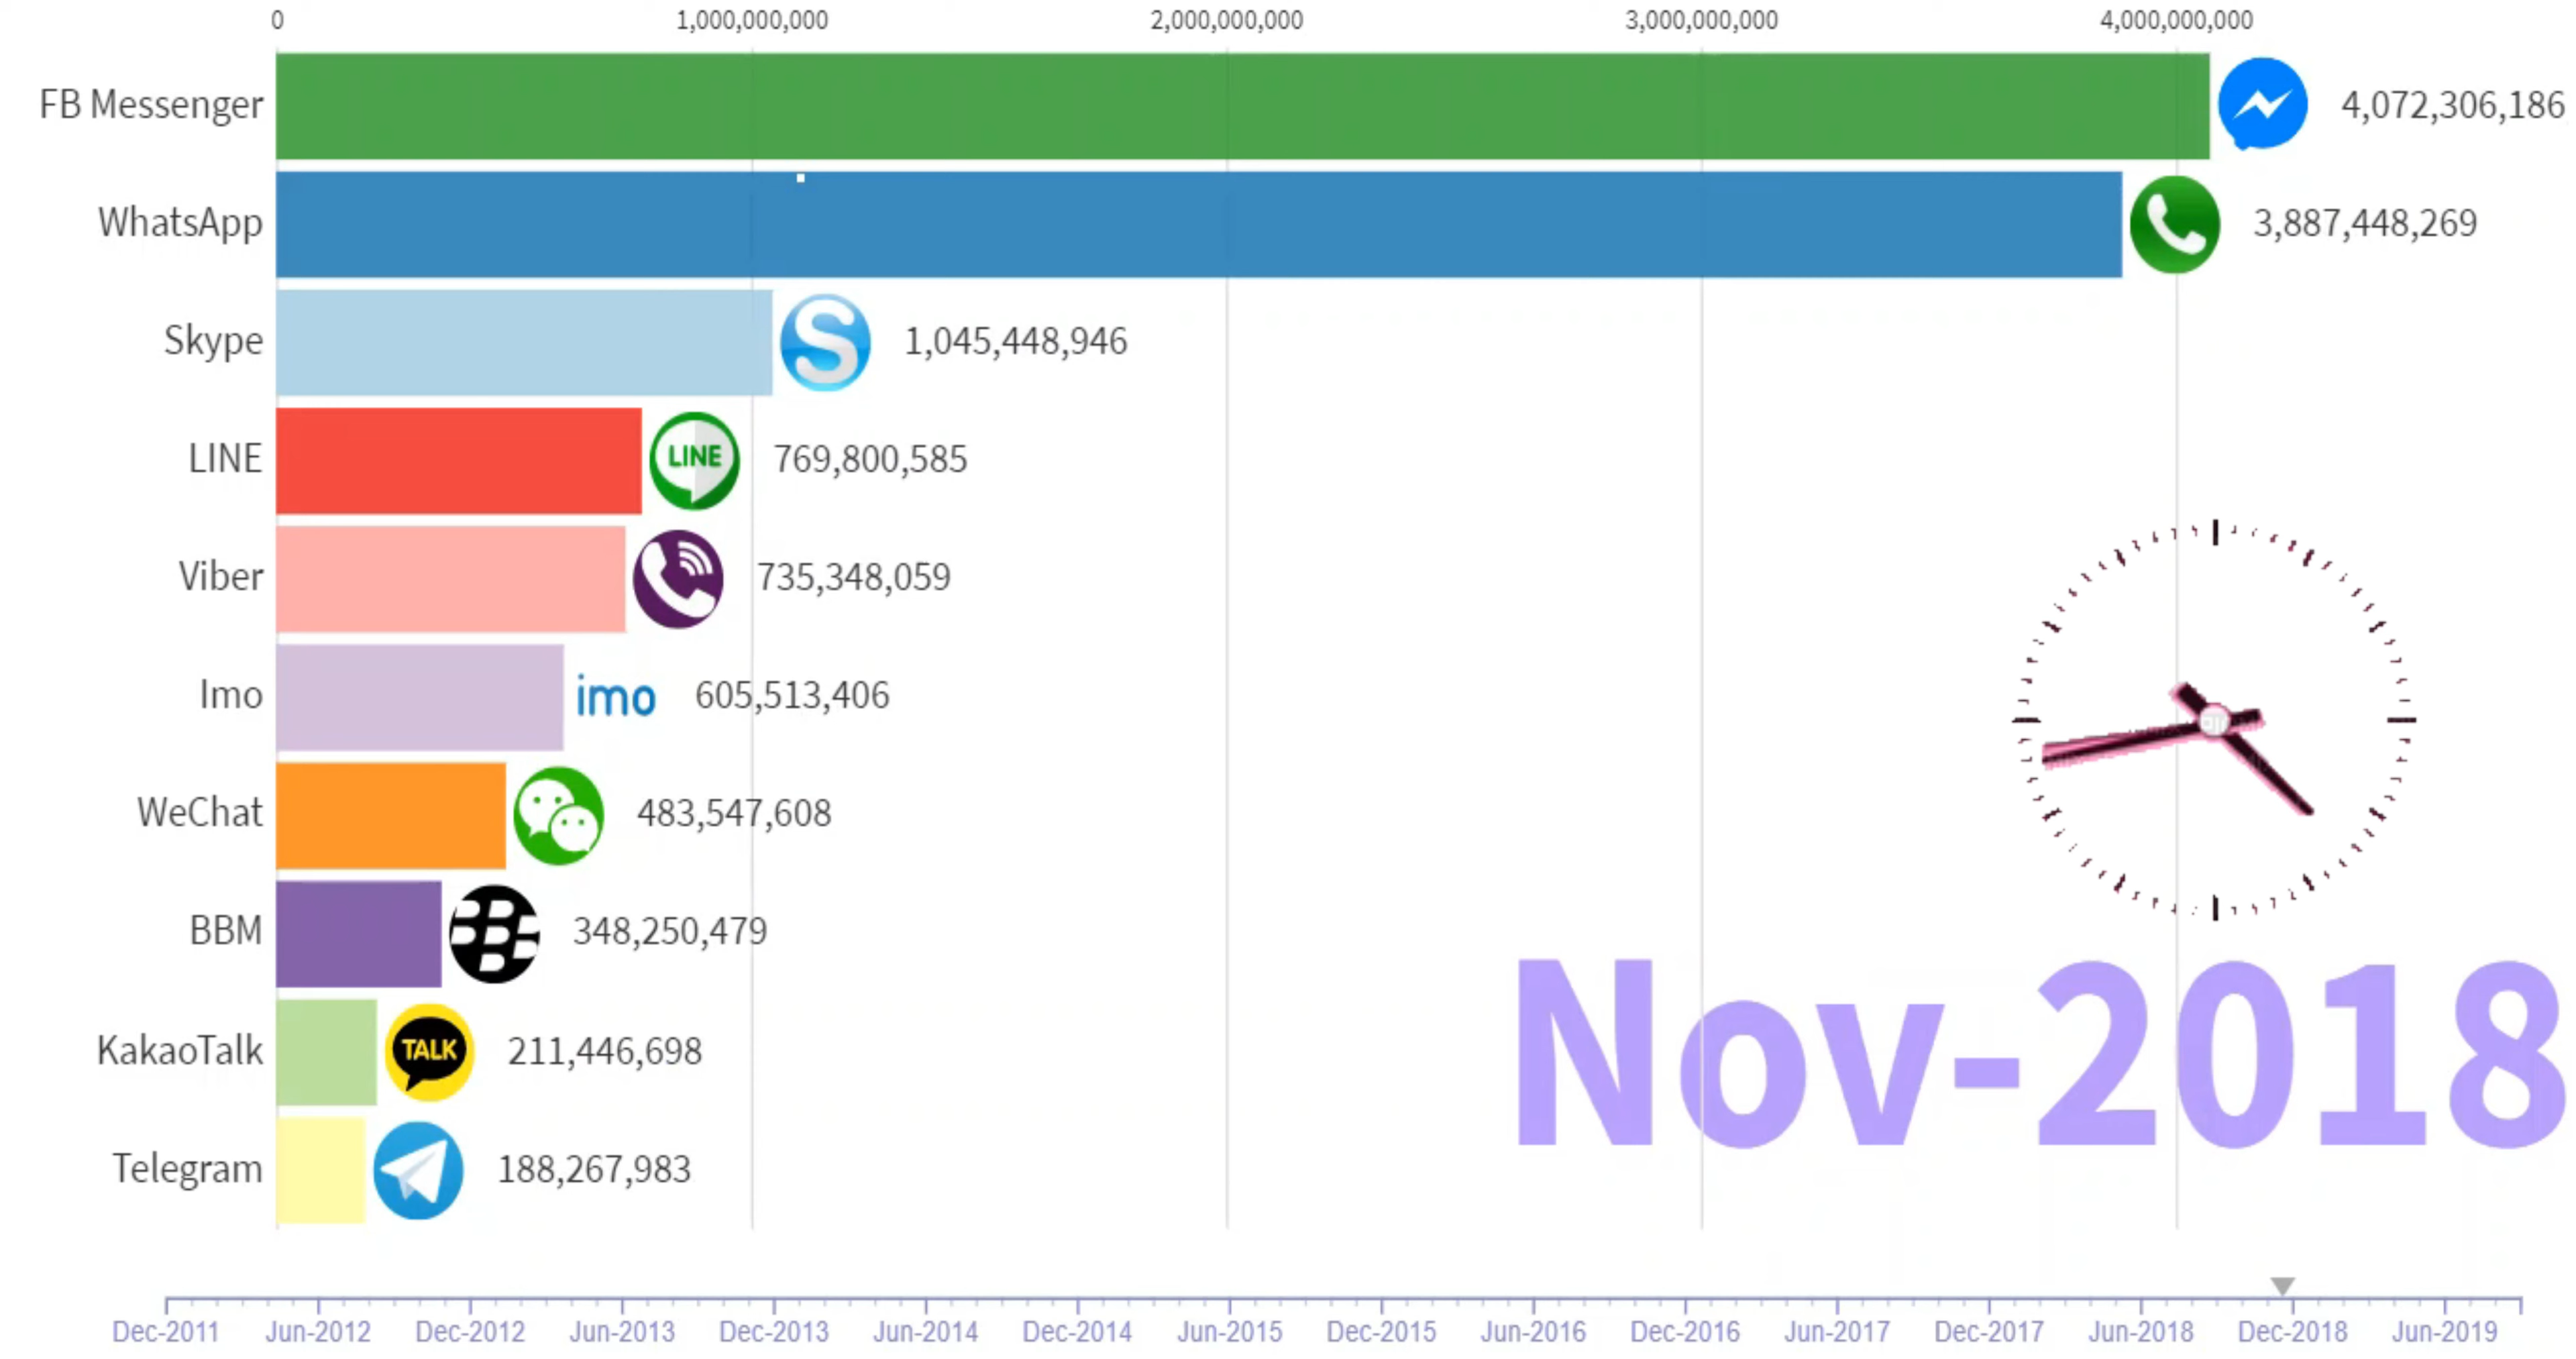 0 1,000,000,000 2,000,000,000 3,000,000,000 4,000,000,000
FB Messenger 4,072,306,186
WhatsApp 3,887,448,269
Skype S 1,045,448,946
LINE LINE 769,800,585
Viber 735,348,059
Imo imo 605,513,406
WeChat 483,547,608
BBM 348,250,479
KakaoTalk TALK 211,446,698
Telegram 188,267,983
Nov-2018
Dec-2011 Jun-2012 Dec-2012 Jun-2013 Dec-2013 Jun-2014 Dec-2014 Jun-2015 Dec-2015 Jun-2016 Dec-2016 Jun-2017 Dec-2017 Jun-2018 Dec-2018 Jun-2019